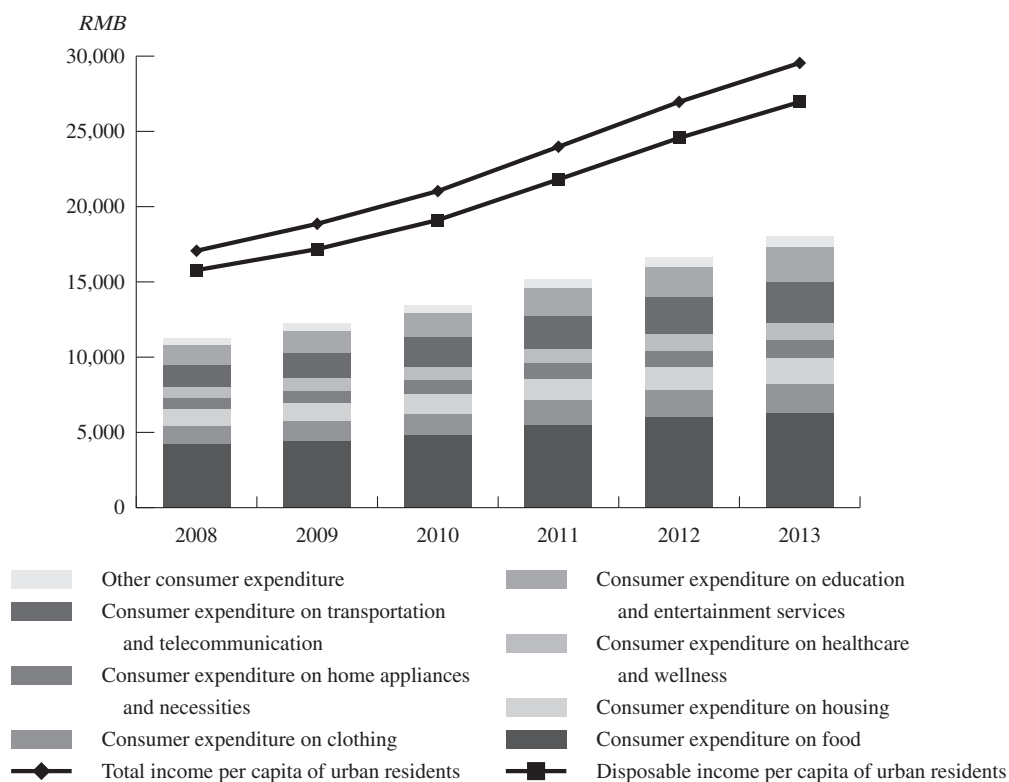 RMB
30,000
25,000
20,000
15,000
10,000
5,000
0
2008 2009 2010 2011 2012 2013
Other consumer expenditure
Consumer expenditure on transportation
and telecommunication
Consumer expenditure on home appliances
and necessities
Consumer expenditure on clothing
Total income per capita of urban residents
Consumer expenditure on education
and entertainment services
Consumer expenditure on healthcare
and wellness
Consumer expenditure on housing
Consumer expenditure on food
Disposable income per capita of urban residents